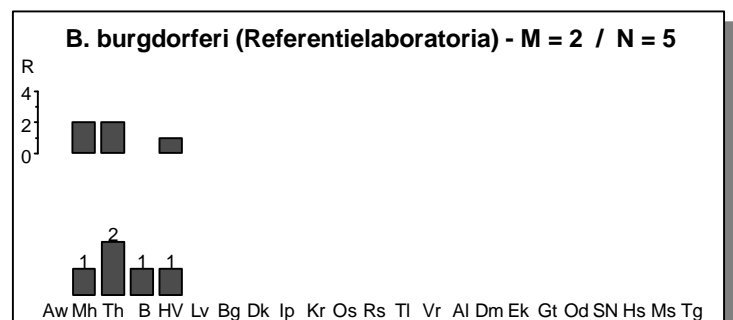 B. burgdorferi (Referentielaboratoria) - M = 2 / N = 5
R
4
2
0
1 2 1 1
Aw Mh Th B HV Lv Bg Dk Ip Kr Os Rs Tl Vr Al Dm Ek Gt Od SN Hs Ms Tg